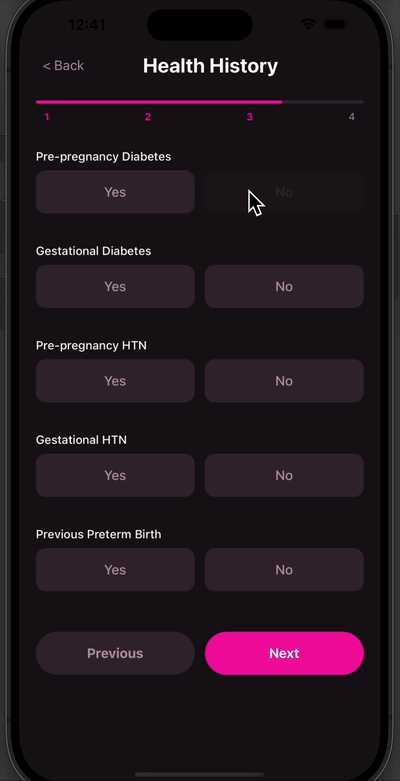 12:41
< Back
Health History
1 2 3 4
Pre-pregnancy Diabetes
Yes No
Gestational Diabetes
Yes No
Pre-pregnancy HTN
Yes No
Gestational HTN
Yes No
Previous Preterm Birth
Yes No
Previous Next